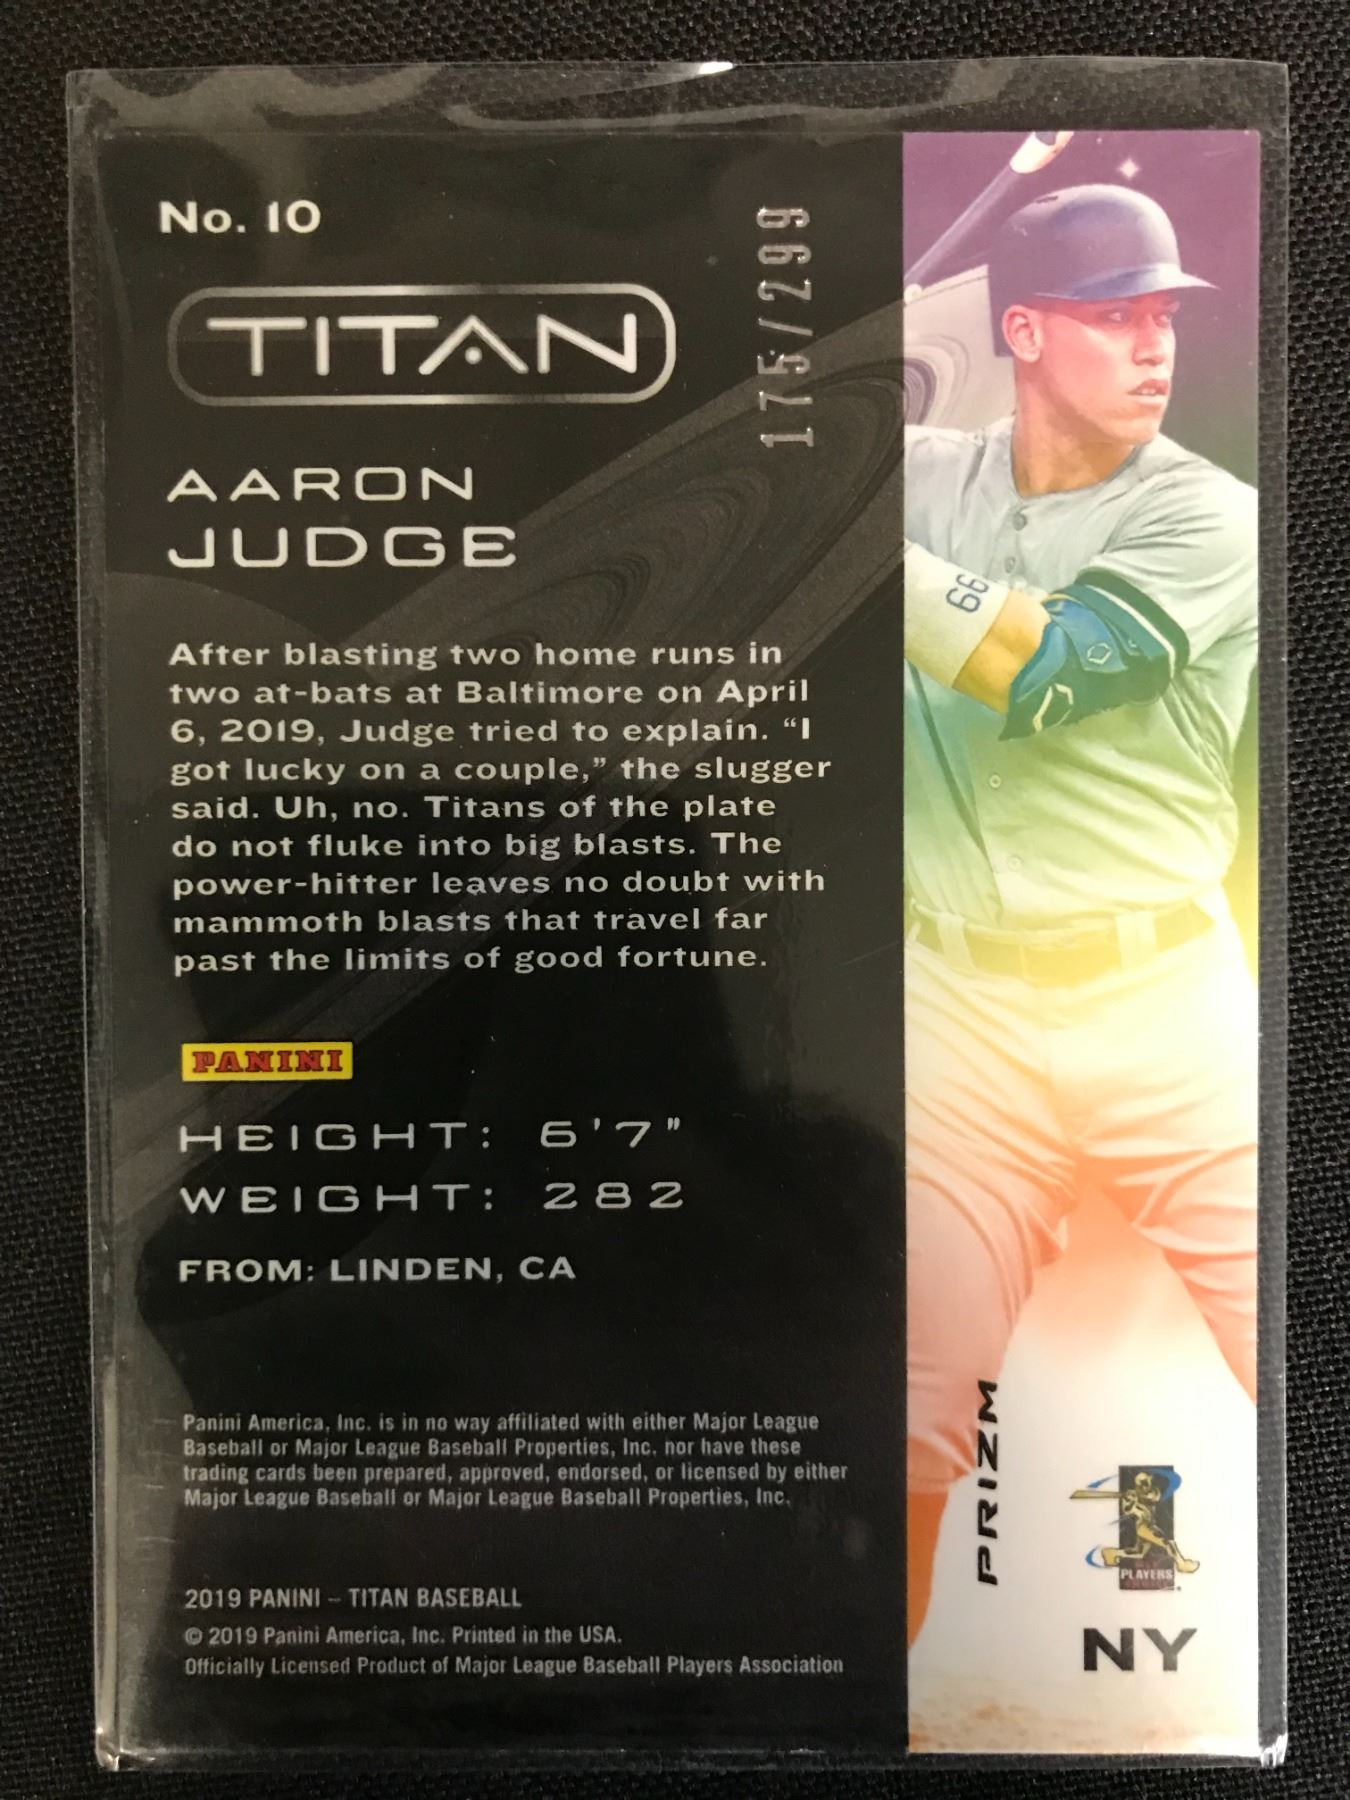 No. 10
175/299
TITAN
AARON
JUDGE
After blasting two home runs in
two at-bats at Baltimore on April
6, 2019, Judge tried to explain. “I
got lucky on a couple,” the slugger
said. Uh, no. Titans of the plate
do not fluke into big blasts. The
power-hitter leaves no doubt with
mammoth blasts that travel far
past the limits of good fortune.
PANINI
HEIGHT: 6'7"
WEIGHT: 282
FROM: LINDEN, CA
Panini America, Inc. is in no way affiliated with either Major League
Baseball or Major League Baseball Properties, Inc. nor have these
trading cards been prepared, approved, endorsed, or licensed by either
Major League Baseball or Major League Baseball Properties, Inc.
2019 PANINI – TITAN BASEBALL
© 2019 Panini America, Inc. Printed in the USA.
Officially Licensed Product of Major League Baseball Players Association
99
PRIZM
PLAYERS
NY